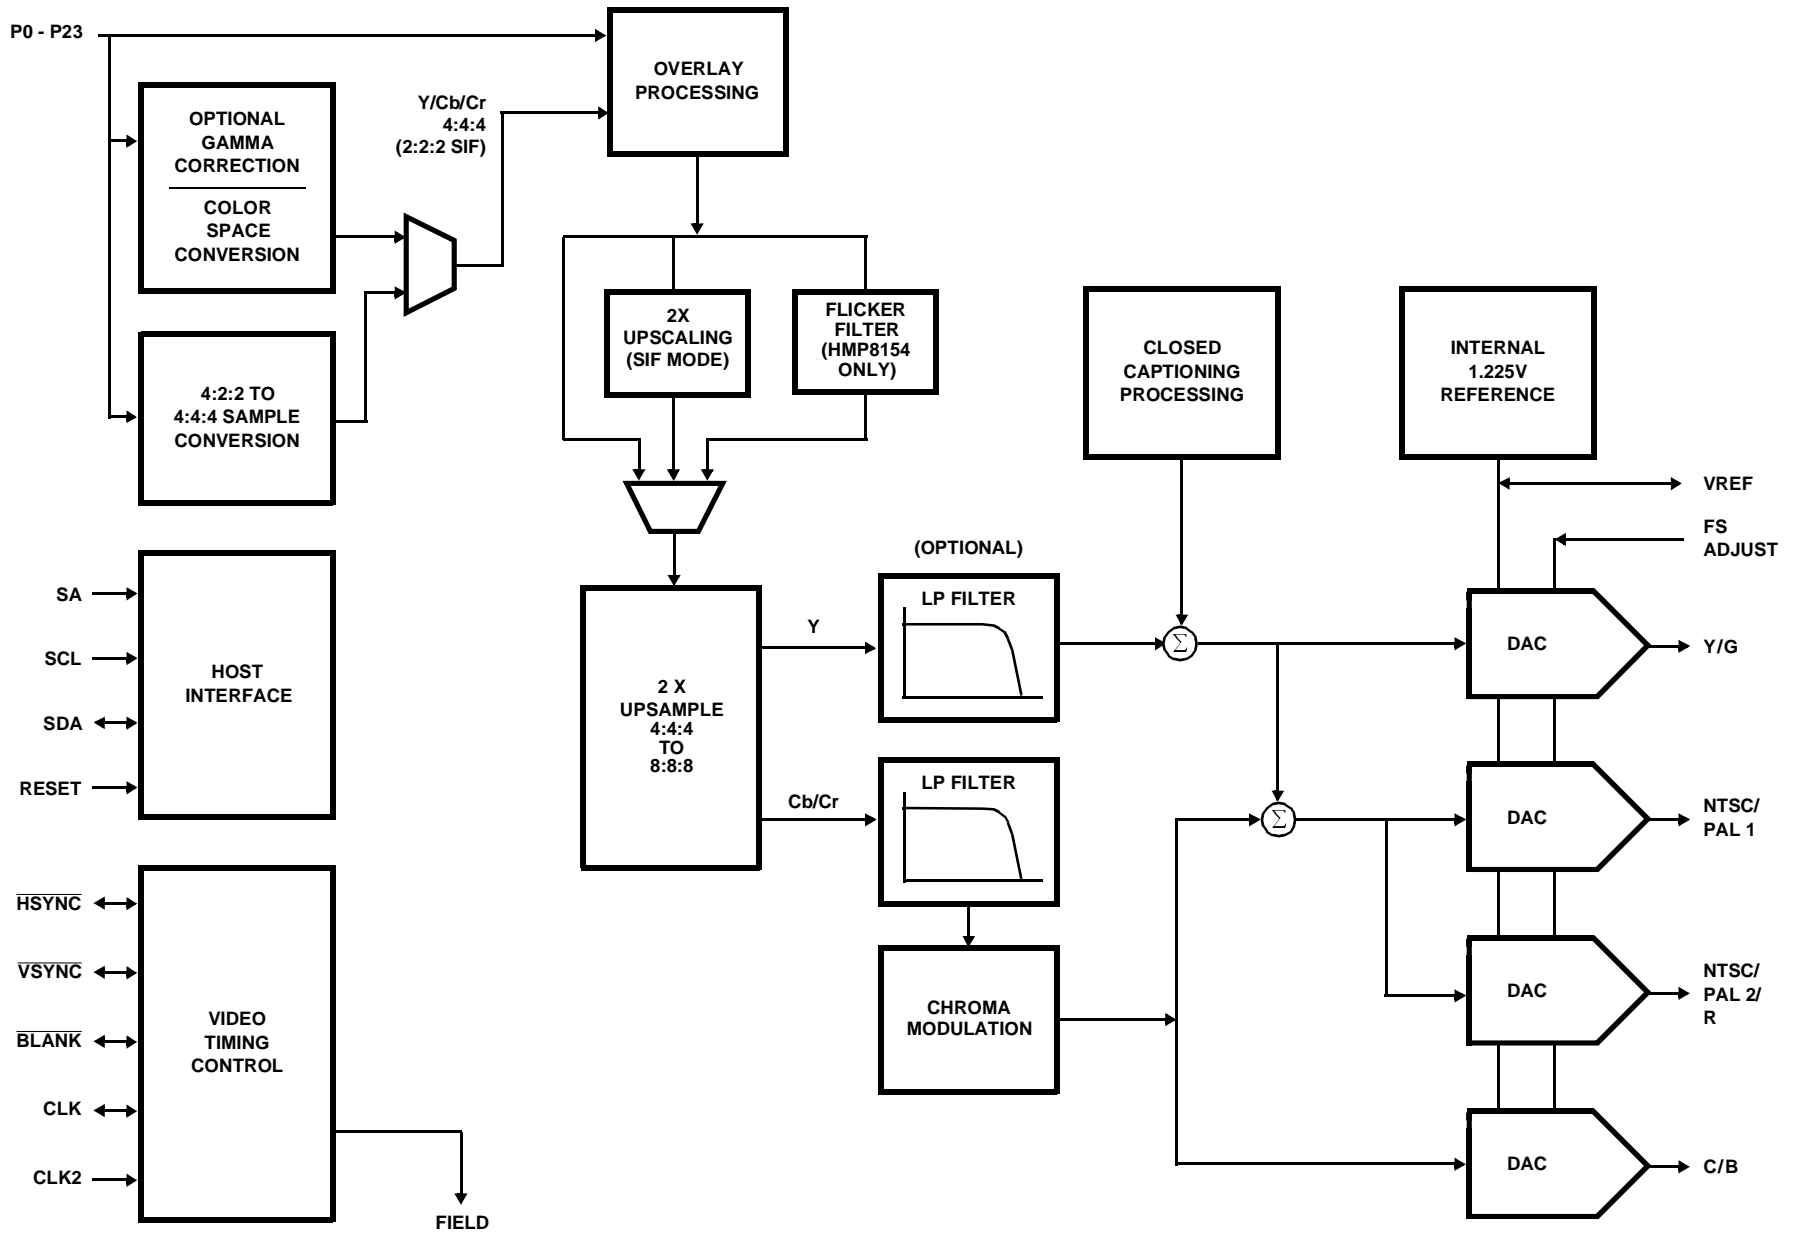 P0 - P23
OPTIONAL
GAMMA
CORRECTION
COLOR
SPACE
CONVERSION
4:2:2 TO
4:4:4 SAMPLE
CONVERSION
Y/Cb/Cr
4:4:4
(2:2:2 SIF)
OVERLAY
PROCESSING
2X
UPSCALING
(SIF MODE)
FLICKER
FILTER
(HMP8154
ONLY)
CLOSED
CAPTIONING
PROCESSING
INTERNAL
1.225V
REFERENCE
VREF
FS
ADJUST
SA
SCL
SDA
RESET
HOST
INTERFACE
2 X
UPSAMPLE
4:4:4
TO
8:8:8
Y
Cb/Cr
(OPTIONAL)
LP FILTER
LP FILTER
CHROMA
MODULATION
Σ
Σ
DAC
Y/G
DAC
NTSC/
PAL 1
DAC
NTSC/
PAL 2/
R
DAC
C/B
HSYNC
VSYNC
BLANK
CLK
CLK2
VIDEO
TIMING
CONTROL
FIELD